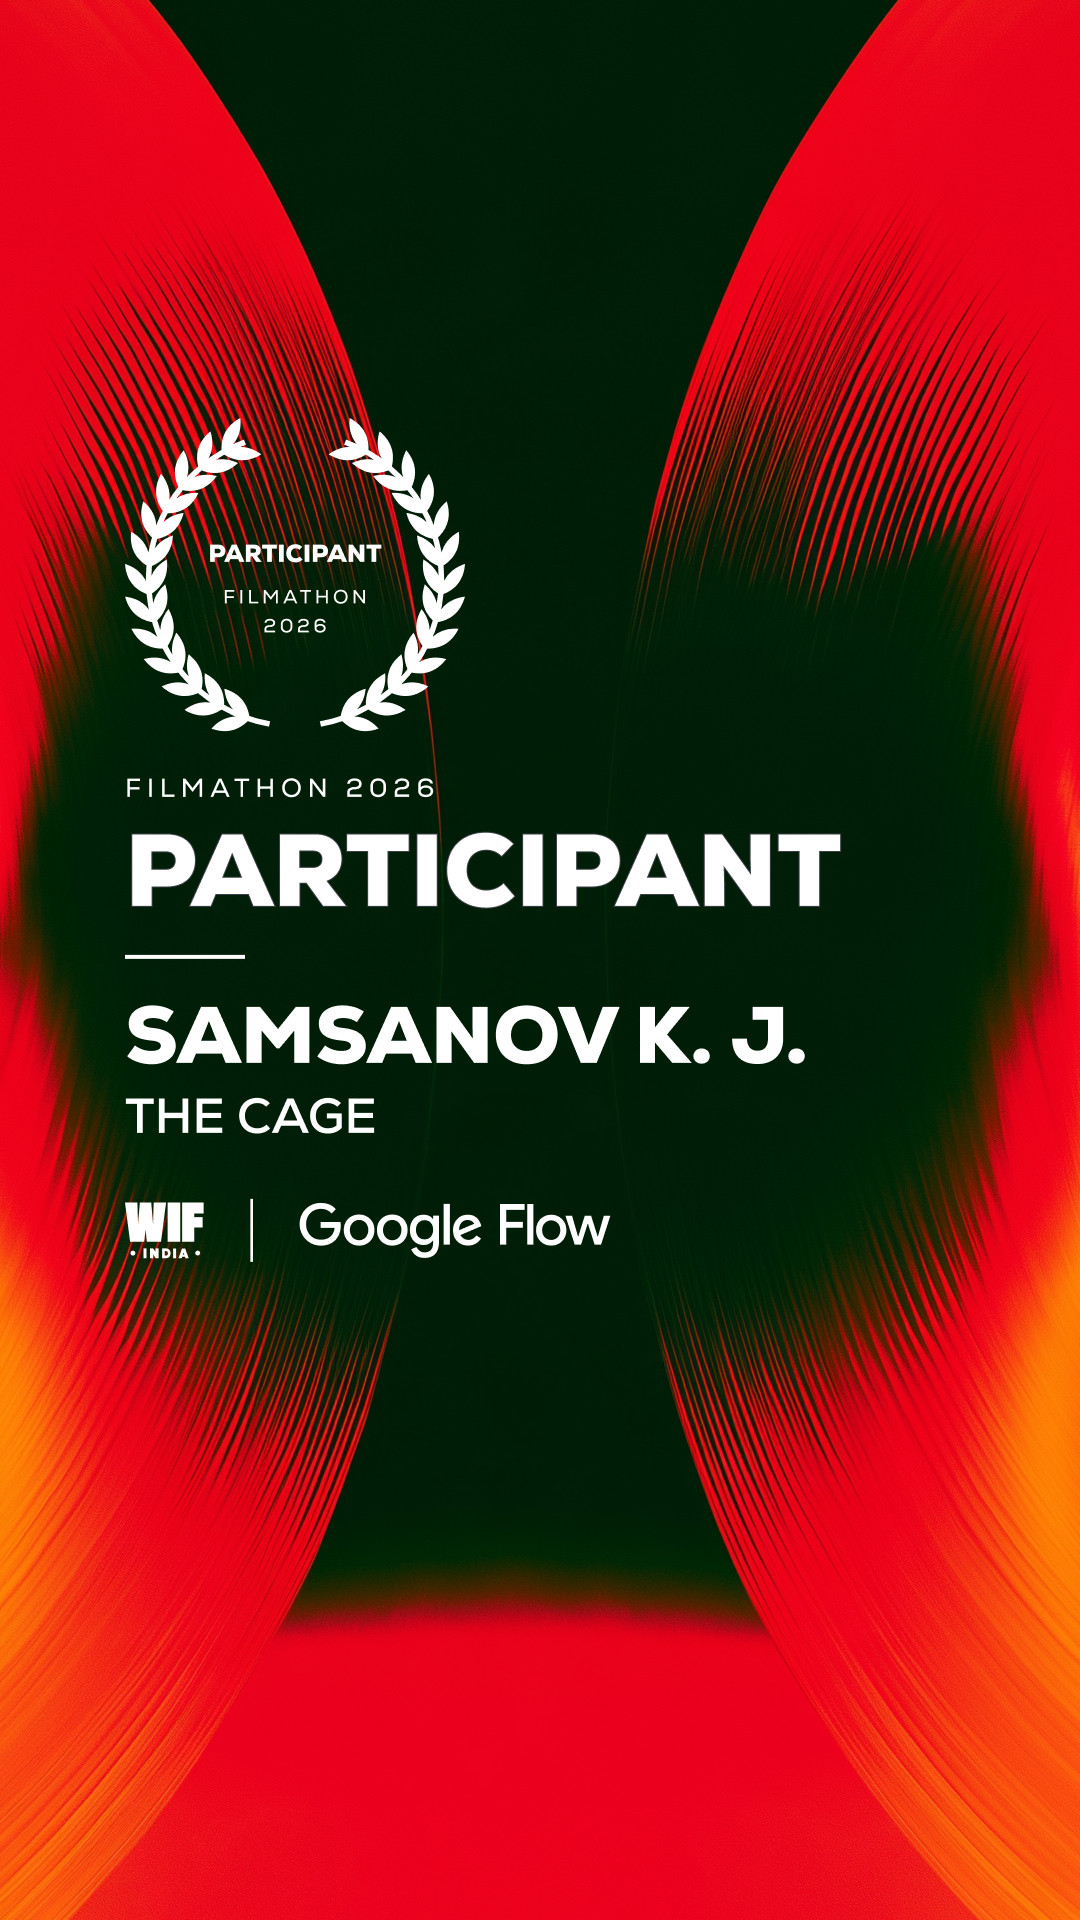 PARTICIPANT
FILMATHON
2026
FILMATHON 2026
PARTICIPANT
SAMSANOV K. J.
THE CAGE
WIF
• INDIA •
Google Flow